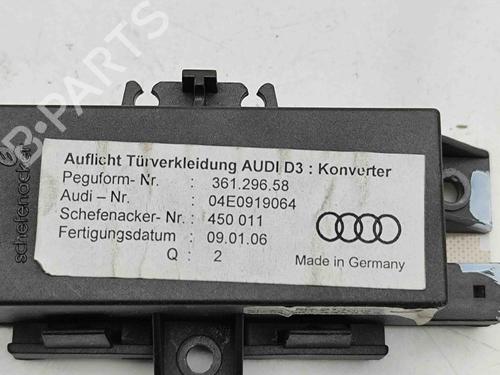 B-PARTS
schefenacker
Auflicht Türverkleidung AUDI D3 : Konverter
Peguform- Nr. : 361.296.58
Audi – Nr. : 04E0919064
Schefenacker- Nr. : 450 011
Fertigungsdatum : 09.01.06
Q : 2
Made in Germany